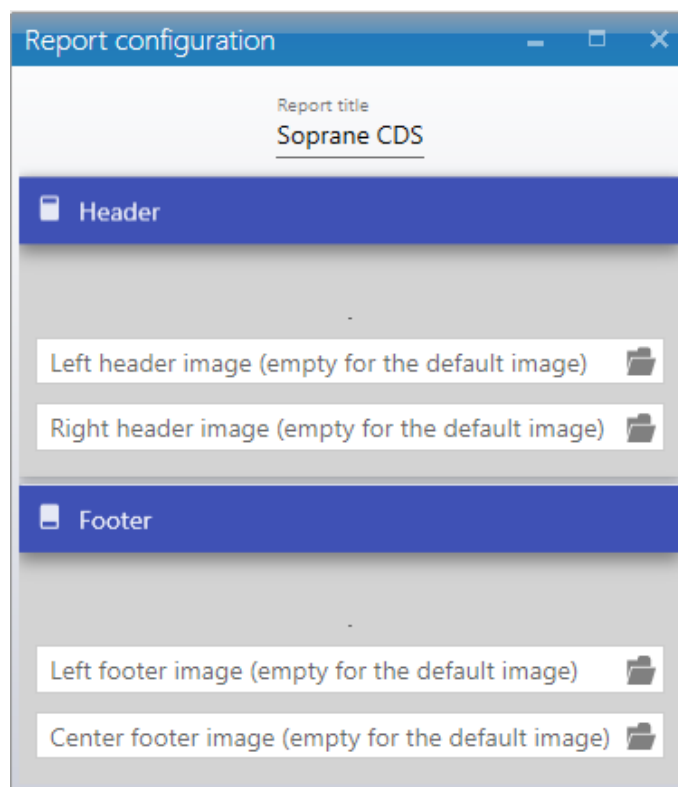 Report configuration
Report title
Soprane CDS
Header
-
Left header image (empty for the default image)
Right header image (empty for the default image)
Footer
-
Left footer image (empty for the default image)
Center footer image (empty for the default image)